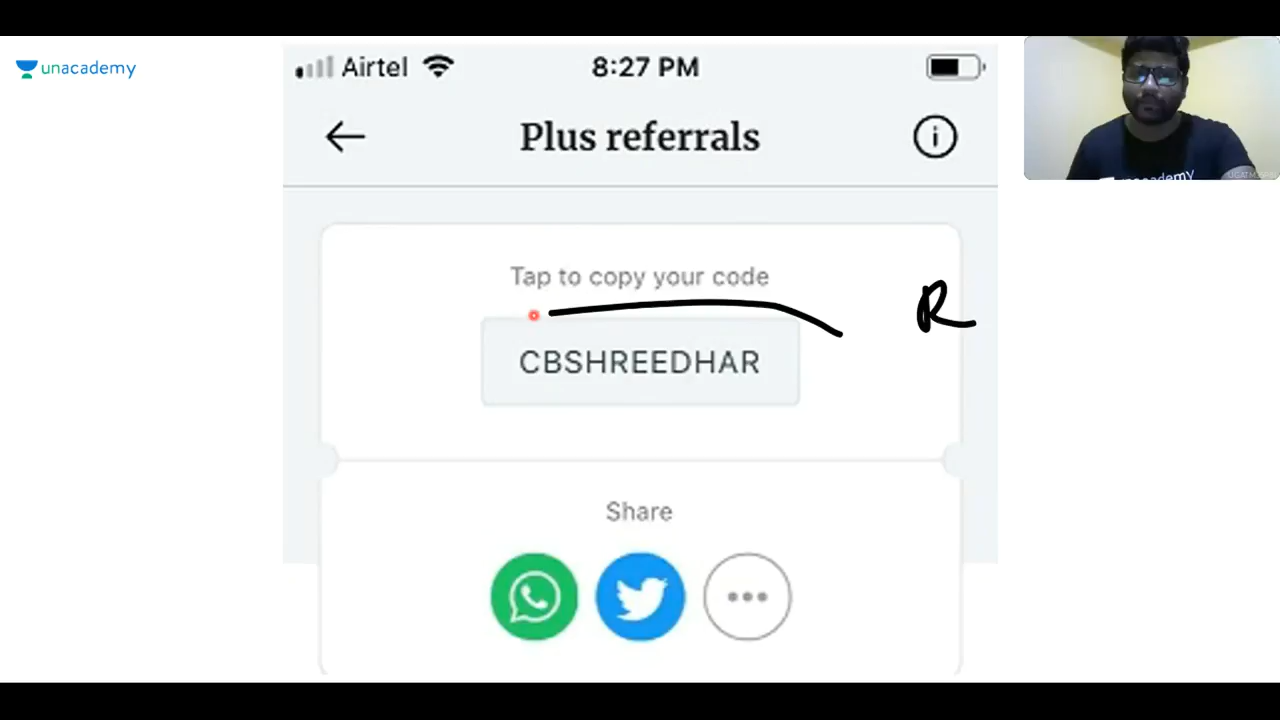 unacademy
Airtel
8:27 PM
Plus referrals
Tap to copy your code
R
CBSHREEDHAR
Share